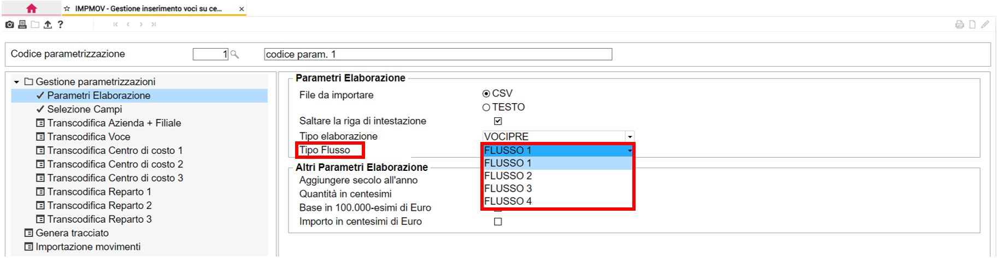 IMPMOV - Gestione inserimento voci su ce...
Codice parametrizzazione 1 codice param. 1
Gestione parametrizzazioni
Parametri Elaborazione
Selezione Campi
Transcodifica Azienda + Filiale
Transcodifica Voce
Transcodifica Centro di costo 1
Transcodifica Centro di costo 2
Transcodifica Centro di costo 3
Transcodifica Reparto 1
Transcodifica Reparto 2
Transcodifica Reparto 3
Genera tracciato
Importazione movimenti
Parametri Elaborazione
File da importare CSV
TESTO
Saltare la riga di intestazione
Tipo elaborazione VOCIPRE
Tipo Flusso FLUSSO 1
FLUSSO 1
FLUSSO 2
FLUSSO 3
FLUSSO 4
Altri Parametri Elaborazione
Aggiungere secolo all'anno
Quantità in centesimi
Base in 100.000-esimi di Euro
Importo in centesimi di Euro